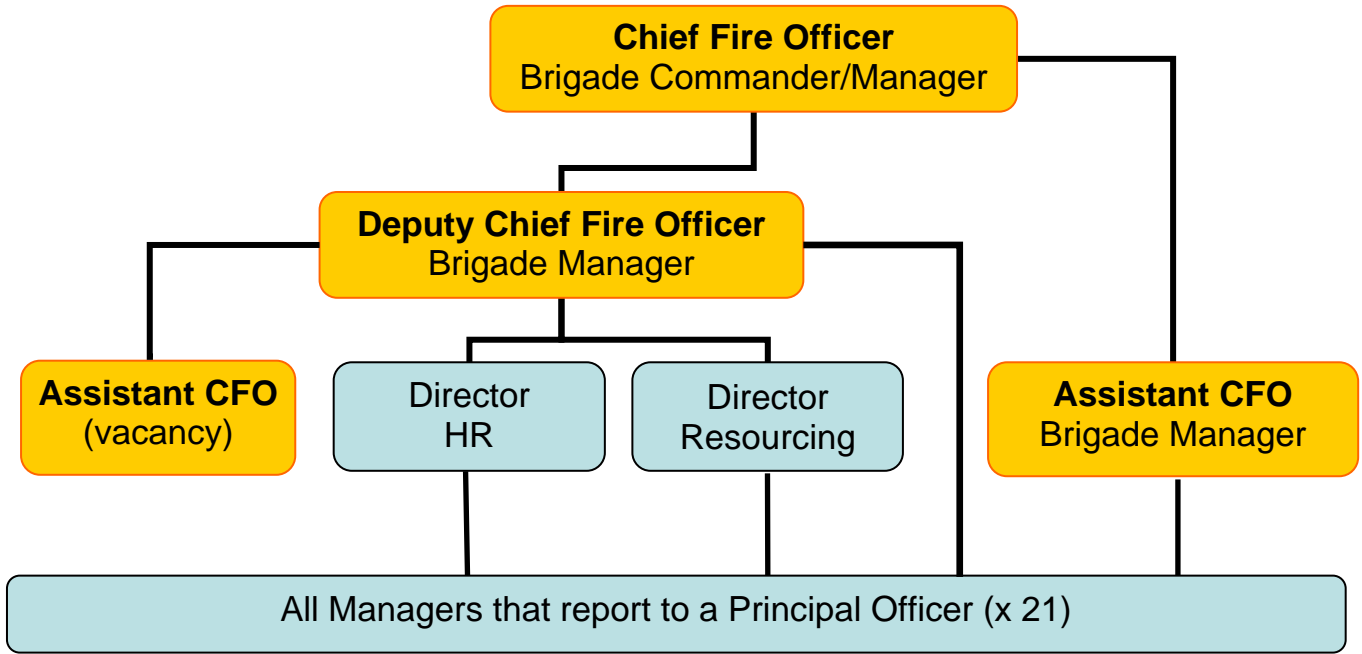 Chief Fire Officer
Brigade Commander/Manager
Deputy Chief Fire Officer
Brigade Manager
Assistant CFO
(vacancy)
Director
HR
Director
Resourcing
Assistant CFO
Brigade Manager
All Managers that report to a Principal Officer (x 21)